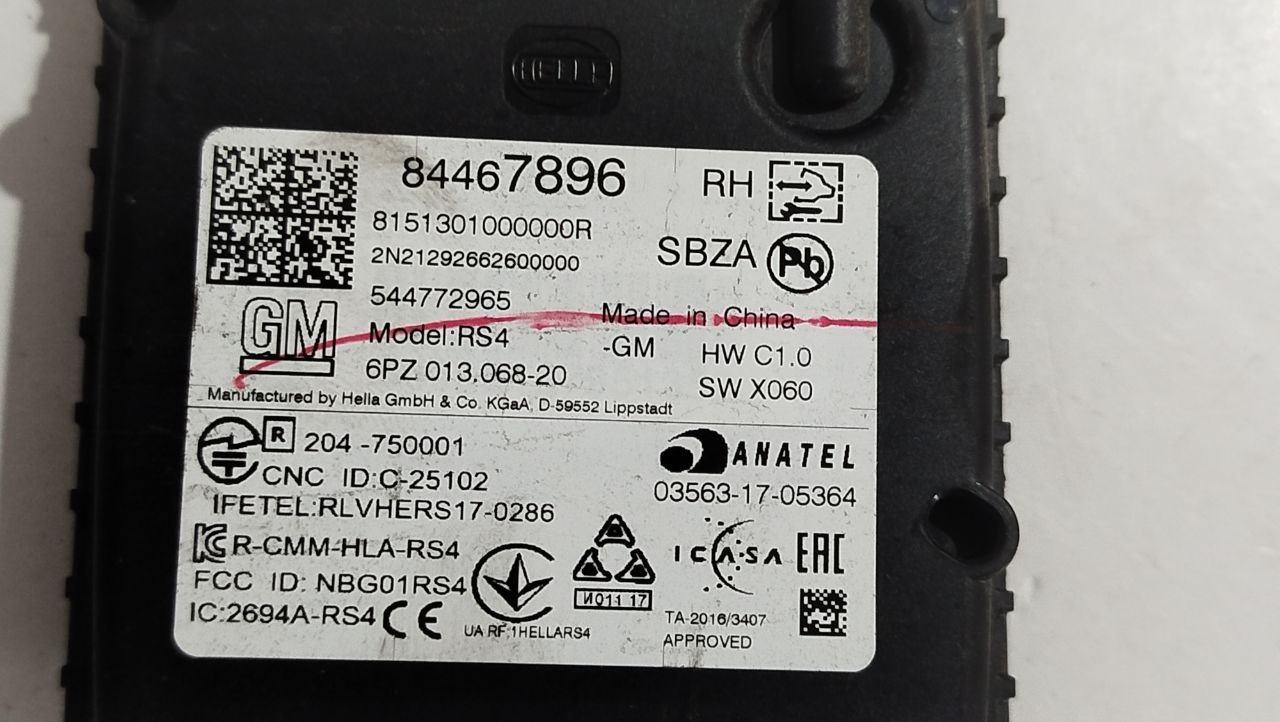 HELLA
84467896
RH
8151301000000R
2N21292662600000
SBZA
Pb
544772965
GM
Made in China
Model:RS4
-GM
HW C1.0
6PZ 013.068-20
SW X060
Manufactured by Hella GmbH & Co. KGaA, D-59552 Lippstadt
R 204 -750001
ANATEL
CNC ID:C-25102
03563-17-05364
IFETEL:RLVHERS17-0286
R-CMM-HLA-RS4
ICASA
EAC
FCC ID: NBG01RS4
N011 17
IC:2694A-RS4
CE
UA RF:1HELLARS4
TA-2016/3407
APPROVED